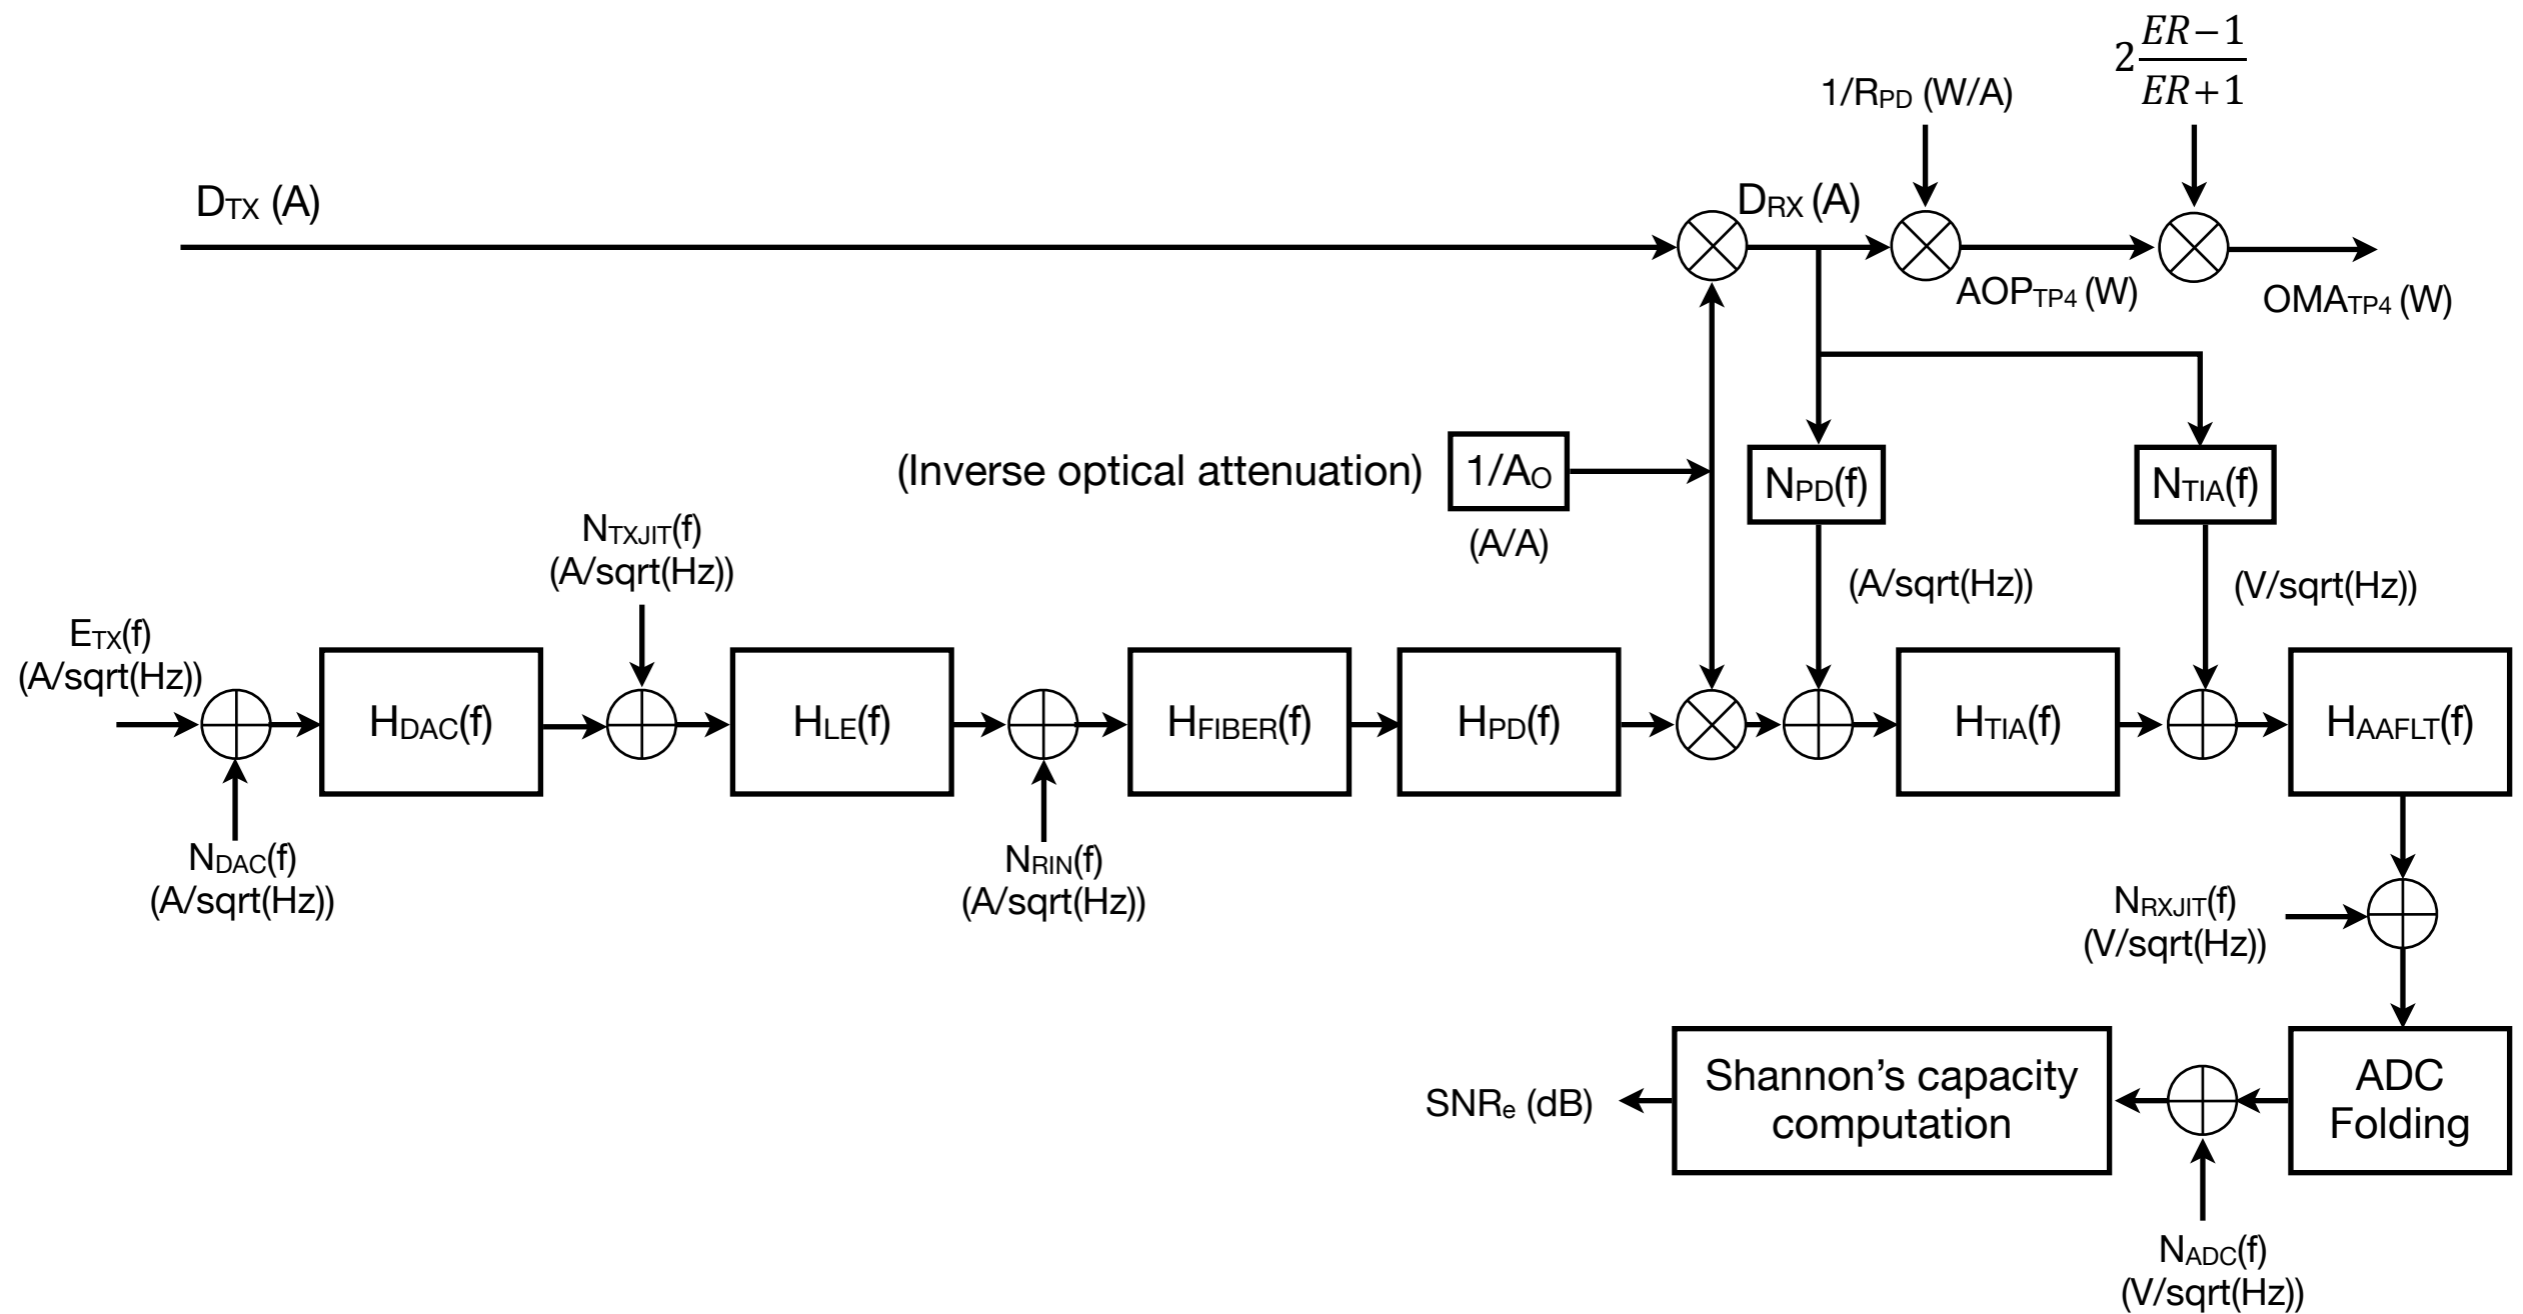 2 ER−1
ER+1
1/RPD (W/A)
DTX (A)
DRX (A)
AOPTP4 (W)
OMATP4 (W)
(Inverse optical attenuation)
1/AO
(A/A)
NPD(f)
NTIA(f)
(A/sqrt(Hz))
(V/sqrt(Hz))
NTXJIT(f)
(A/sqrt(Hz))
ETX(f)
(A/sqrt(Hz))
HDAC(f)
HLE(f)
HFIBER(f)
HPD(f)
HTIA(f)
HAAFLT(f)
NDAC(f)
(A/sqrt(Hz))
NRIN(f)
(A/sqrt(Hz))
NRXJIT(f)
(V/sqrt(Hz))
SNRe (dB)
Shannon's capacity
computation
ADC
Folding
NADC(f)
(V/sqrt(Hz))